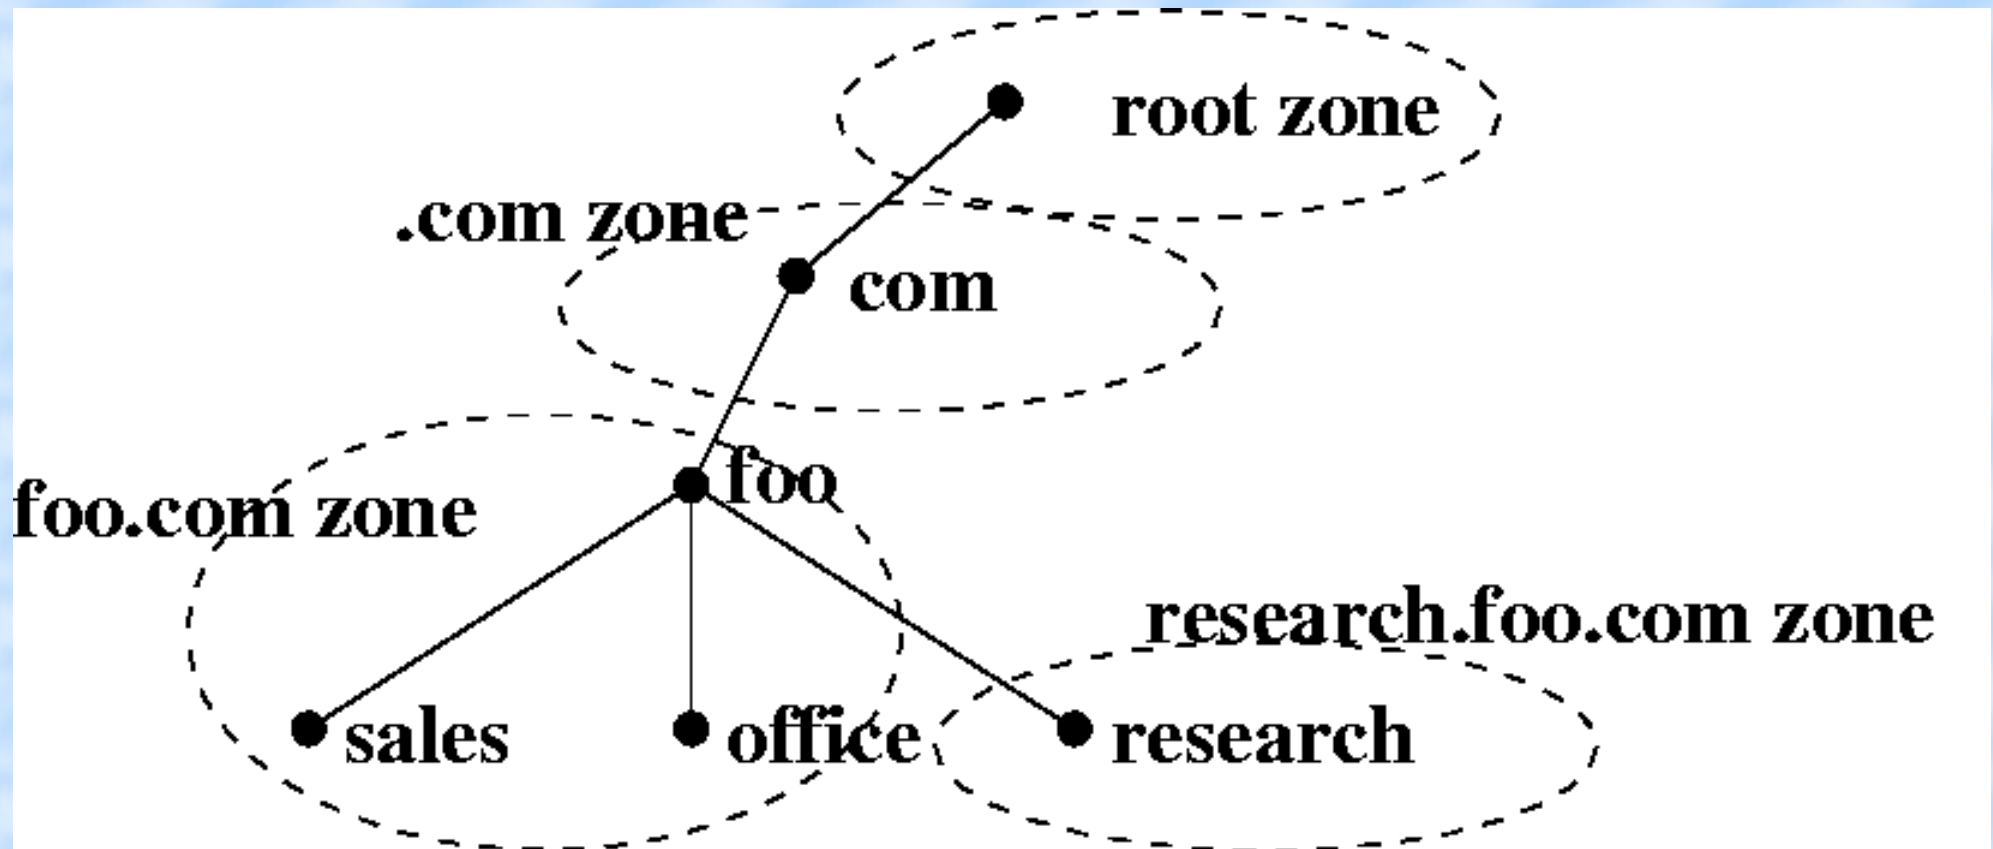 root zone
.com zone
com
foo
foo.com zone
research.foo.com zone
sales
office
research